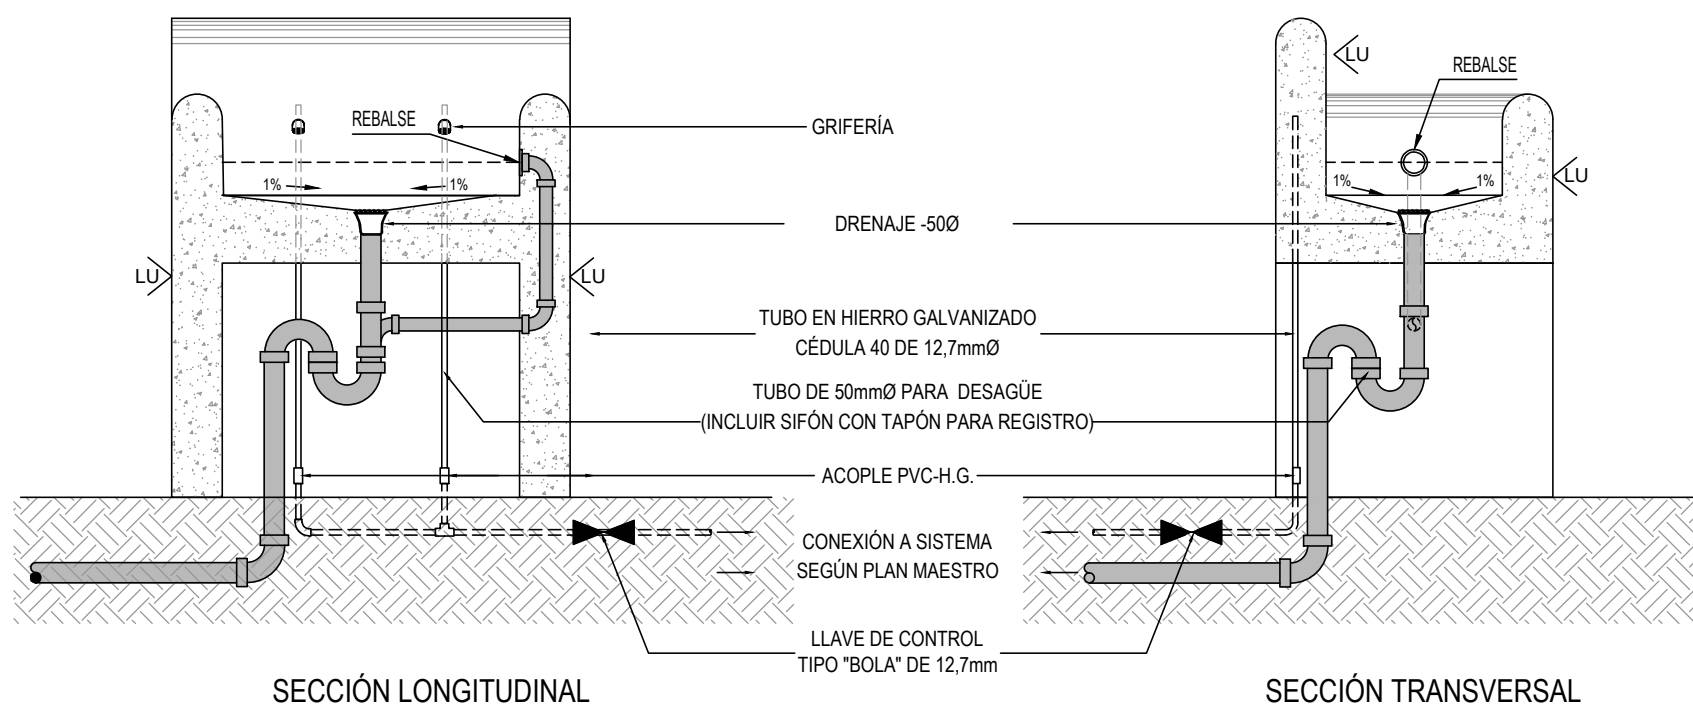 LU
REBALSE
REBALSE
GRIFERÍA
1%
1%
1%
1%
LU
DRENAJE -50Ø
LU
LU
TUBO EN HIERRO GALVANIZADO
CÉDULA 40 DE 12,7mmØ
TUBO DE 50mmØ PARA DESAGÜE
(INCLUIR SIFÓN CON TAPÓN PARA REGISTRO)
ACOPLE PVC-H.G.
CONEXIÓN A SISTEMA
SEGÚN PLAN MAESTRO
LLAVE DE CONTROL
TIPO "BOLA" DE 12,7mm
SECCIÓN LONGITUDINAL
SECCIÓN TRANSVERSAL